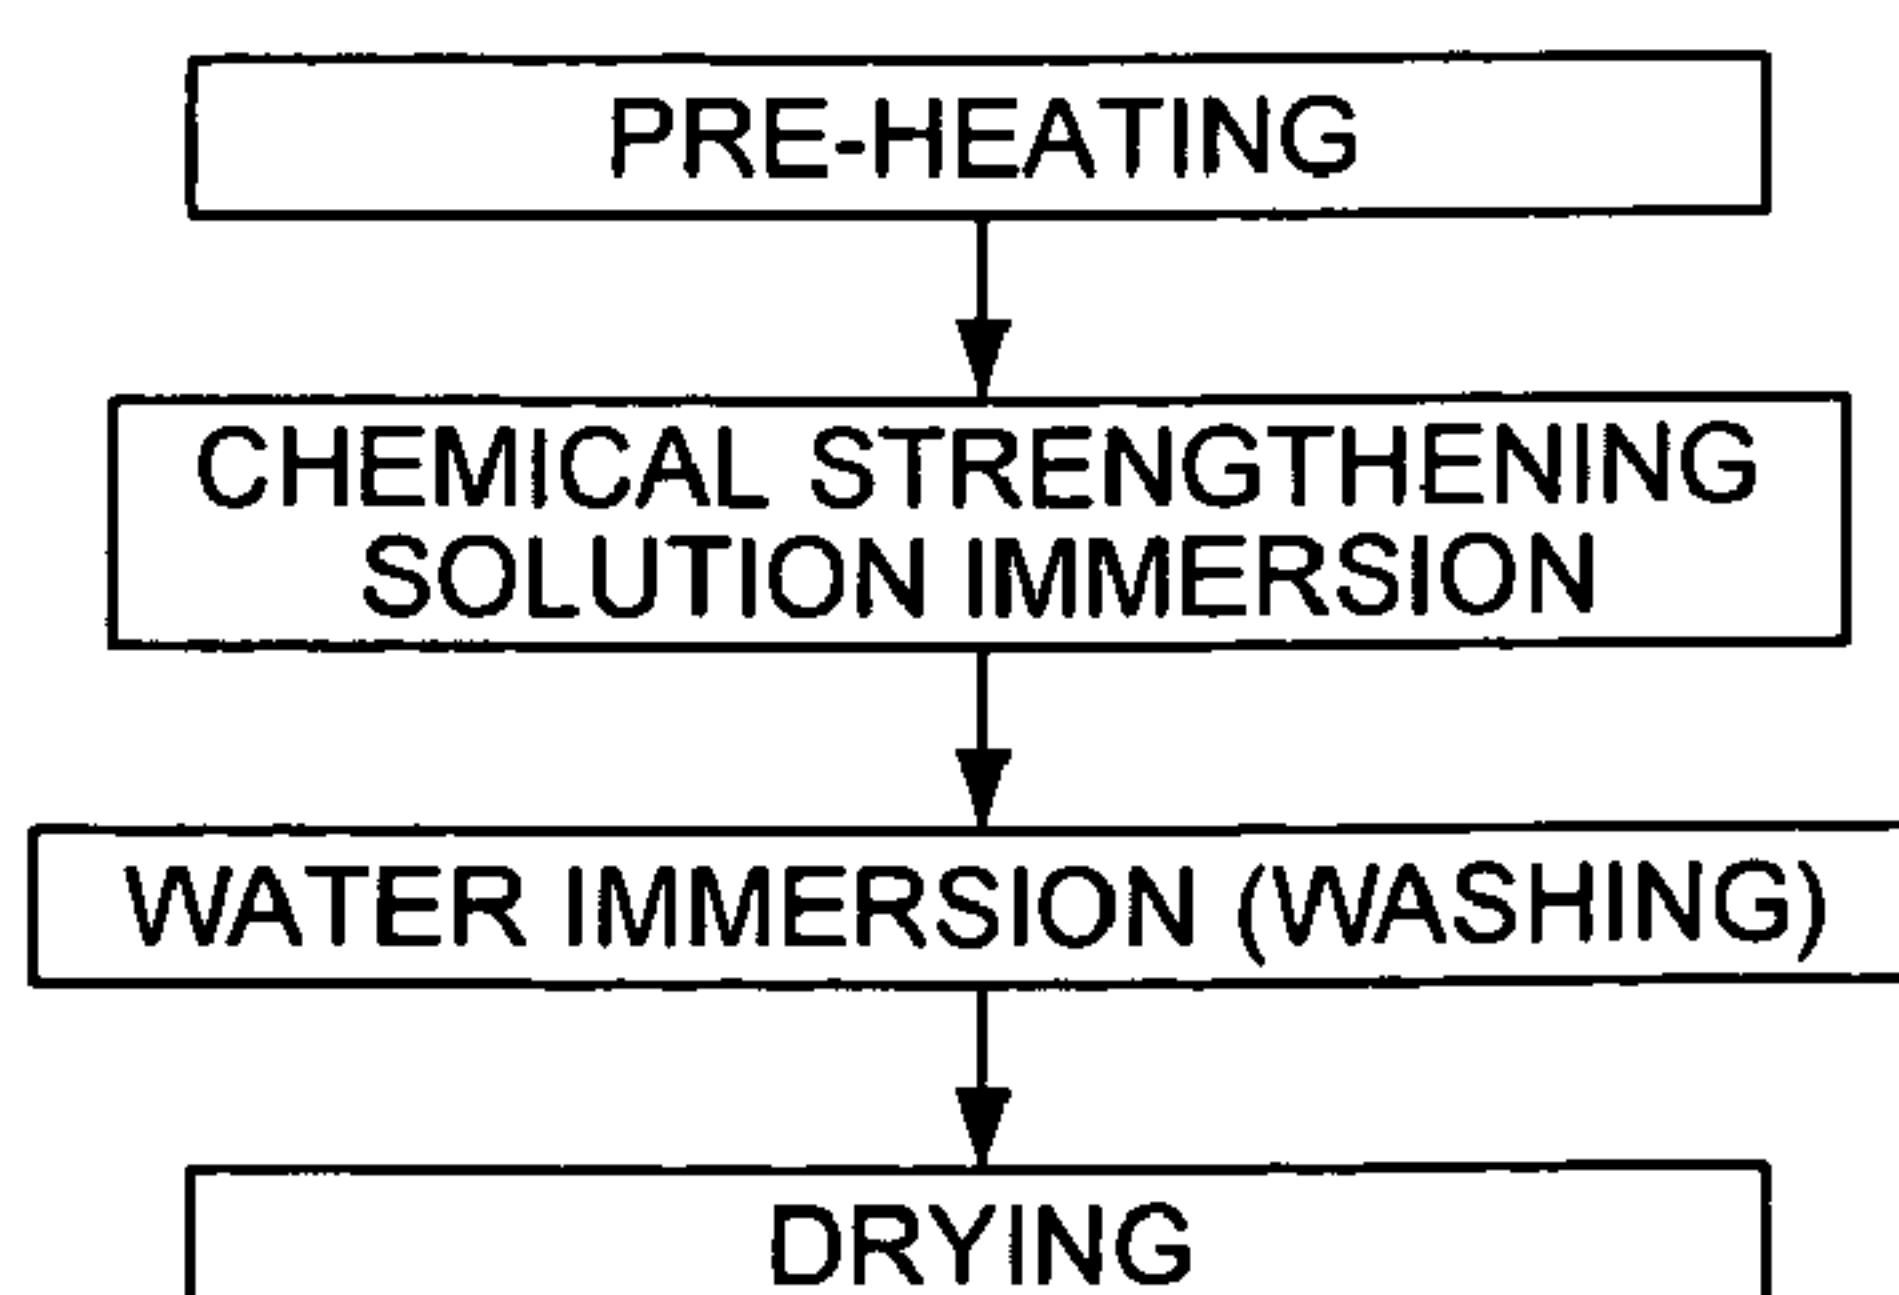 PRE-HEATING
CHEMICAL STRENGTHENING
SOLUTION IMMERSION
WATER IMMERSION (WASHING)
DRYING